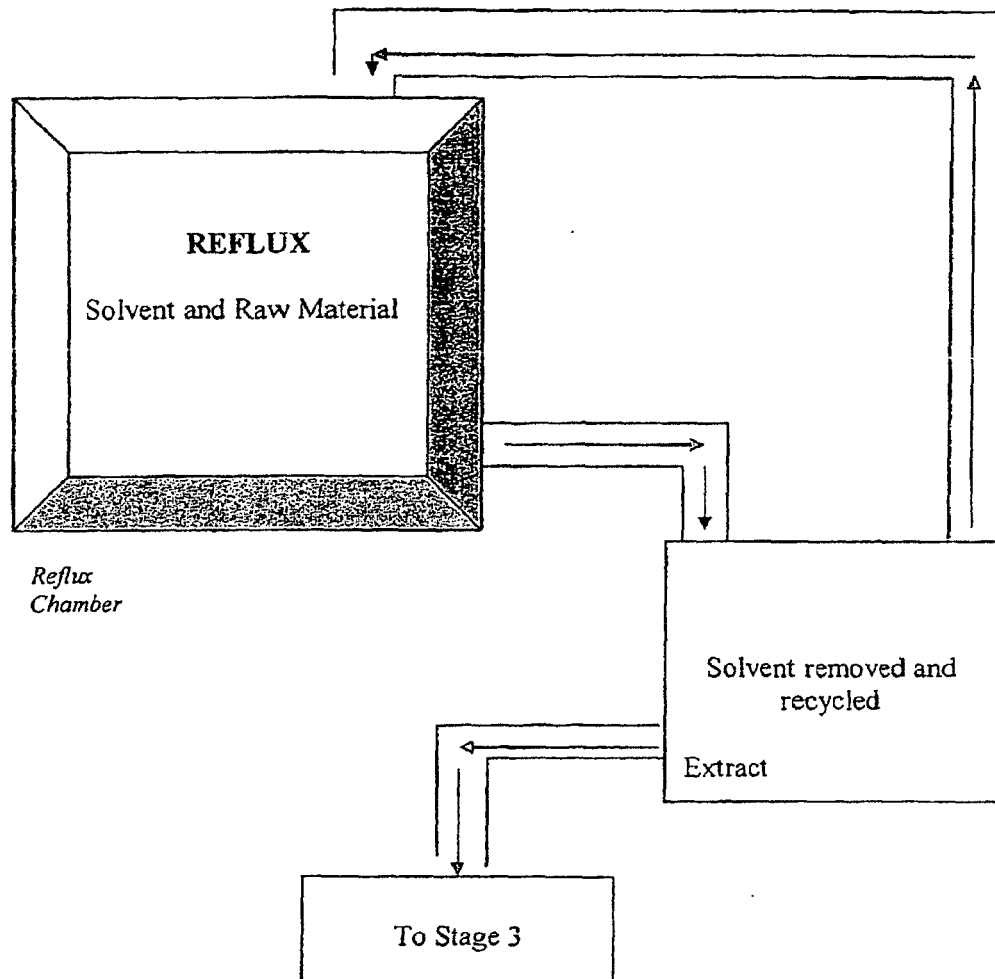 REFLUX
Solvent and Raw Material
Reflux
Chamber
Solvent removed and
recycled
Extract
To Stage 3